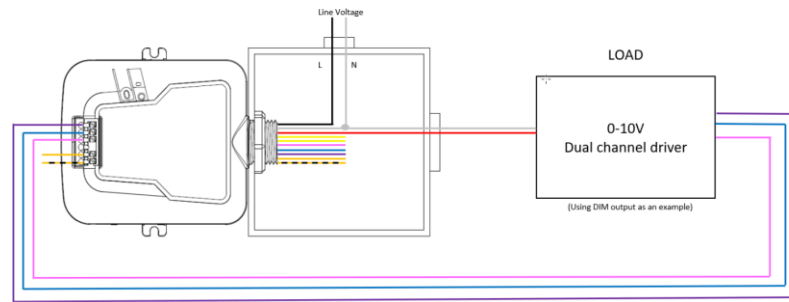 Line Voltage
L N
LOAD
0-10V
Dual channel driver
(Using DIM output as an example)